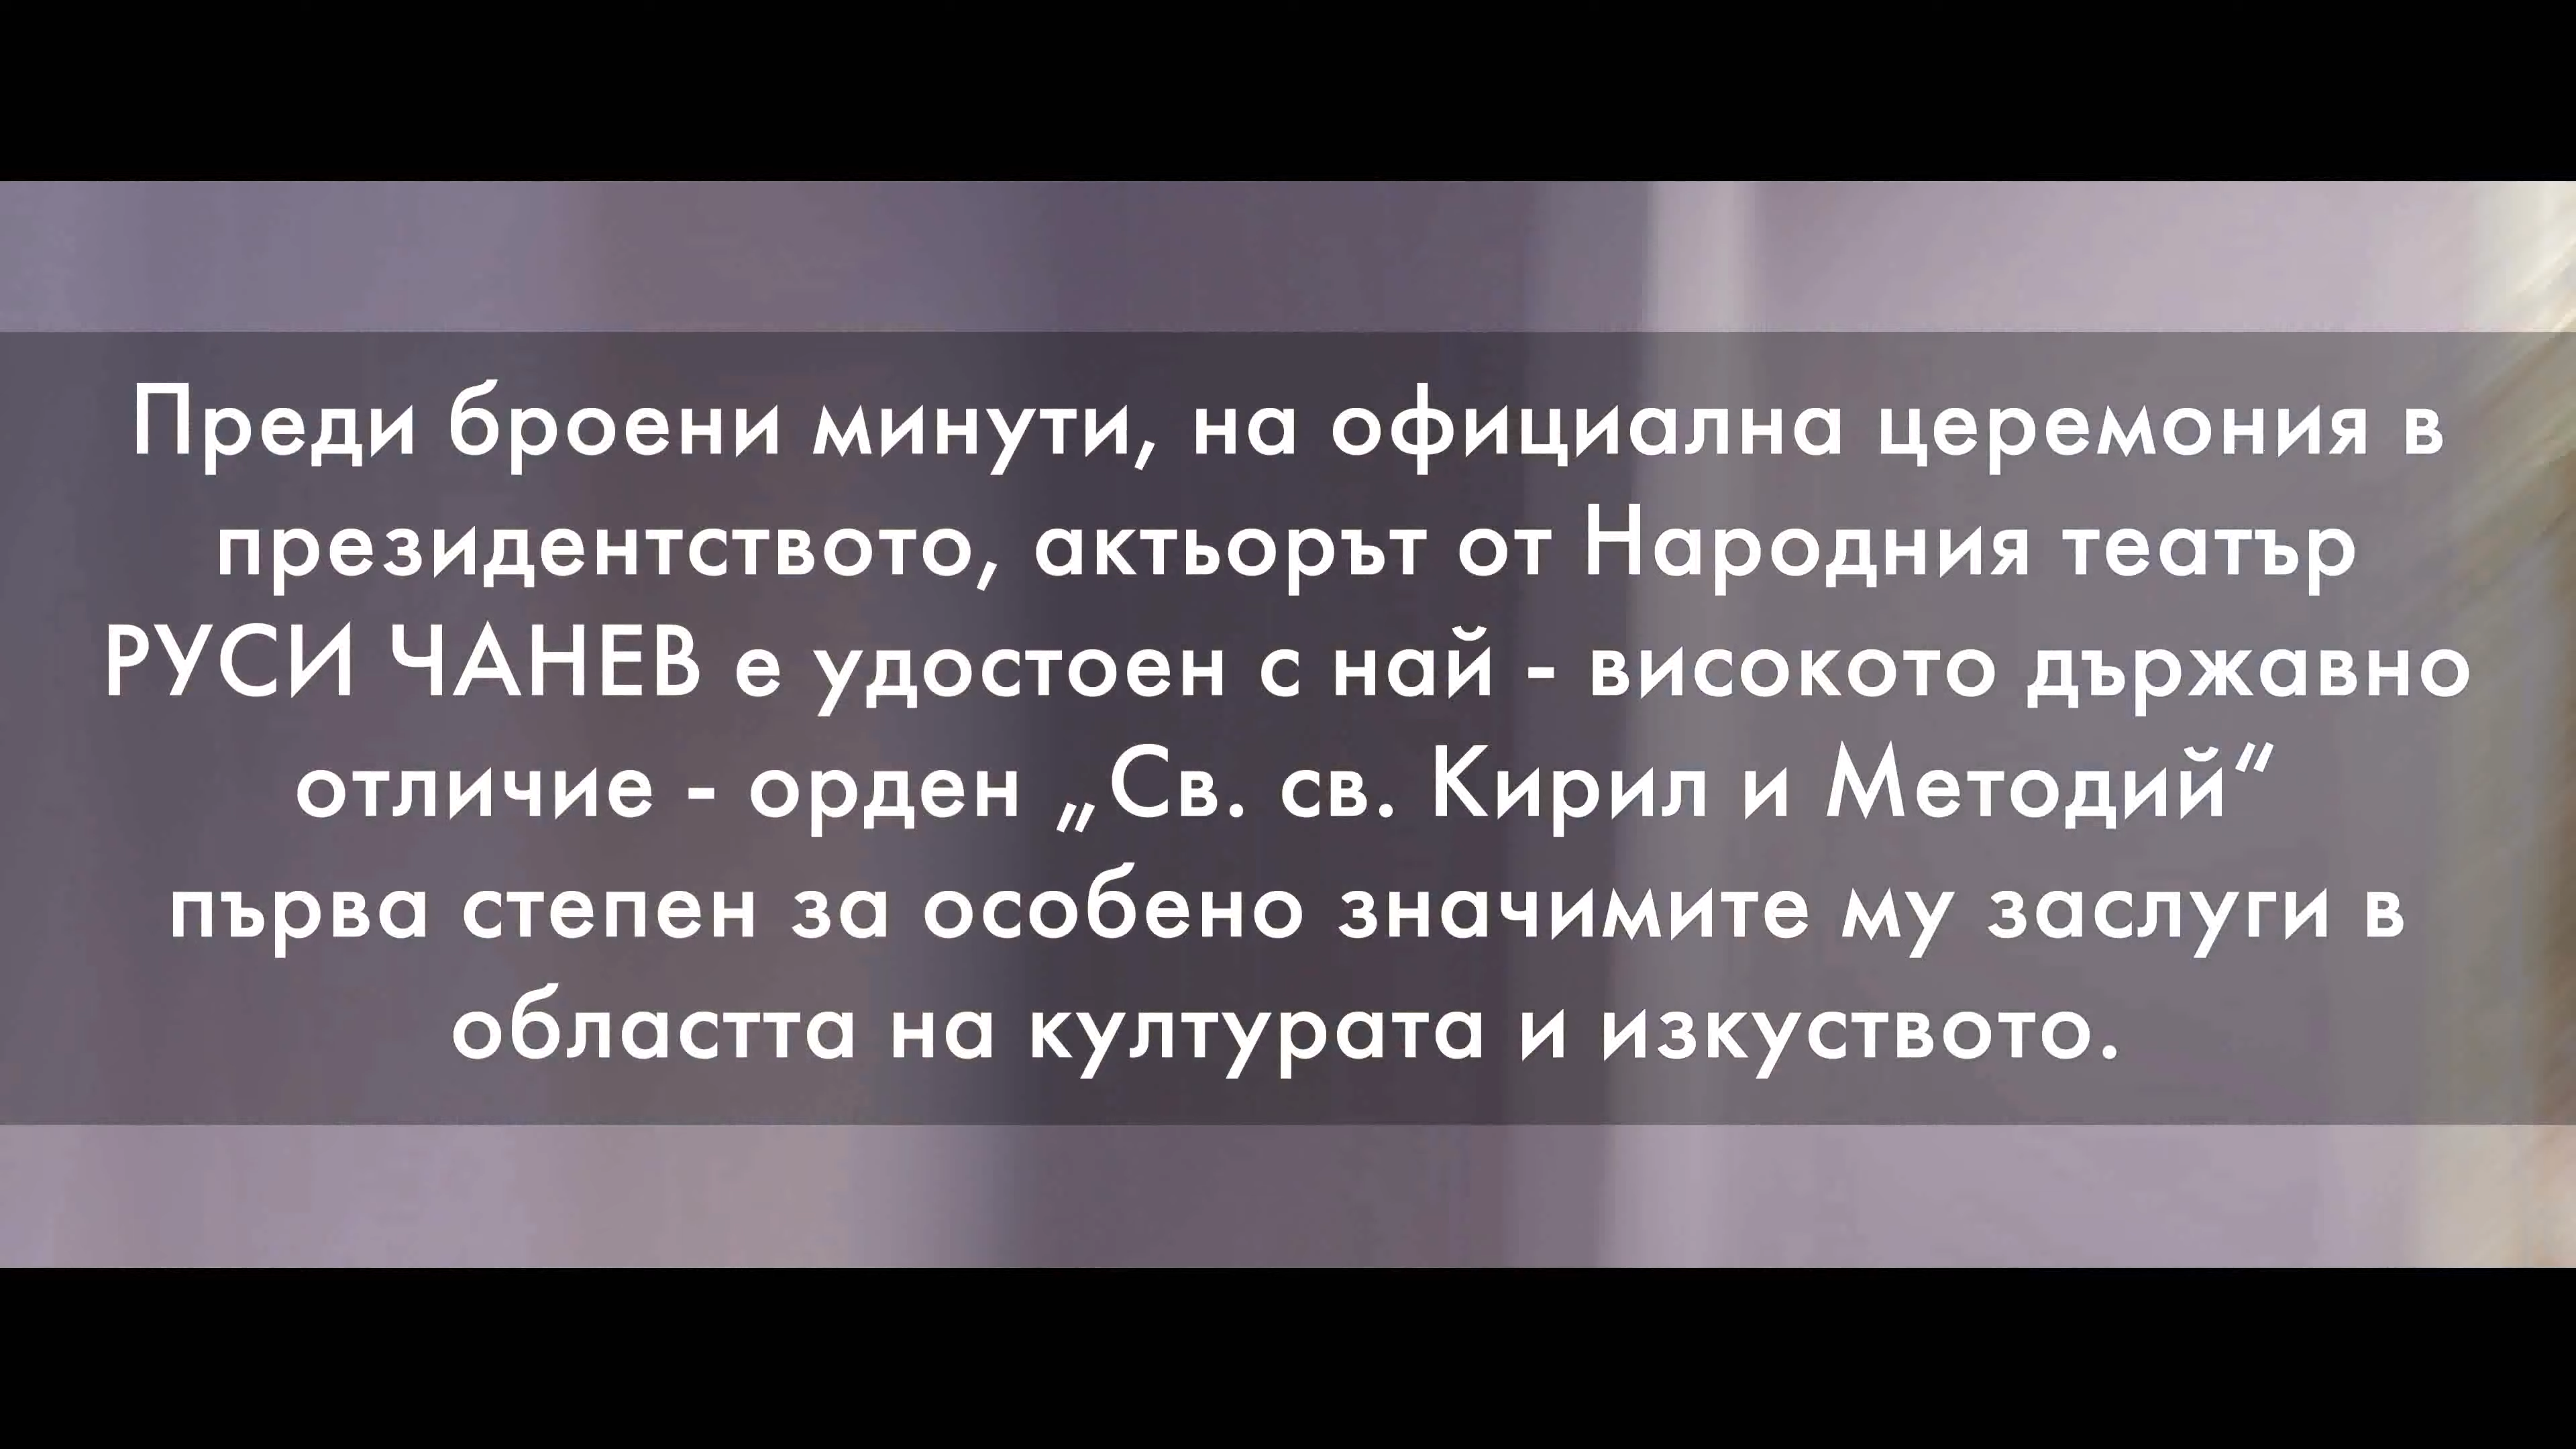 Преди броени минути, на официална церемония в
президентството, актьорът от Народния театър
РУСИ ЧАНЕВ е удостоен с най - високото държавно
отличие - орден „Св. св. Кирил и Методий“
първа степен за особено значимите му заслуги в
областта на културата и изкуството.